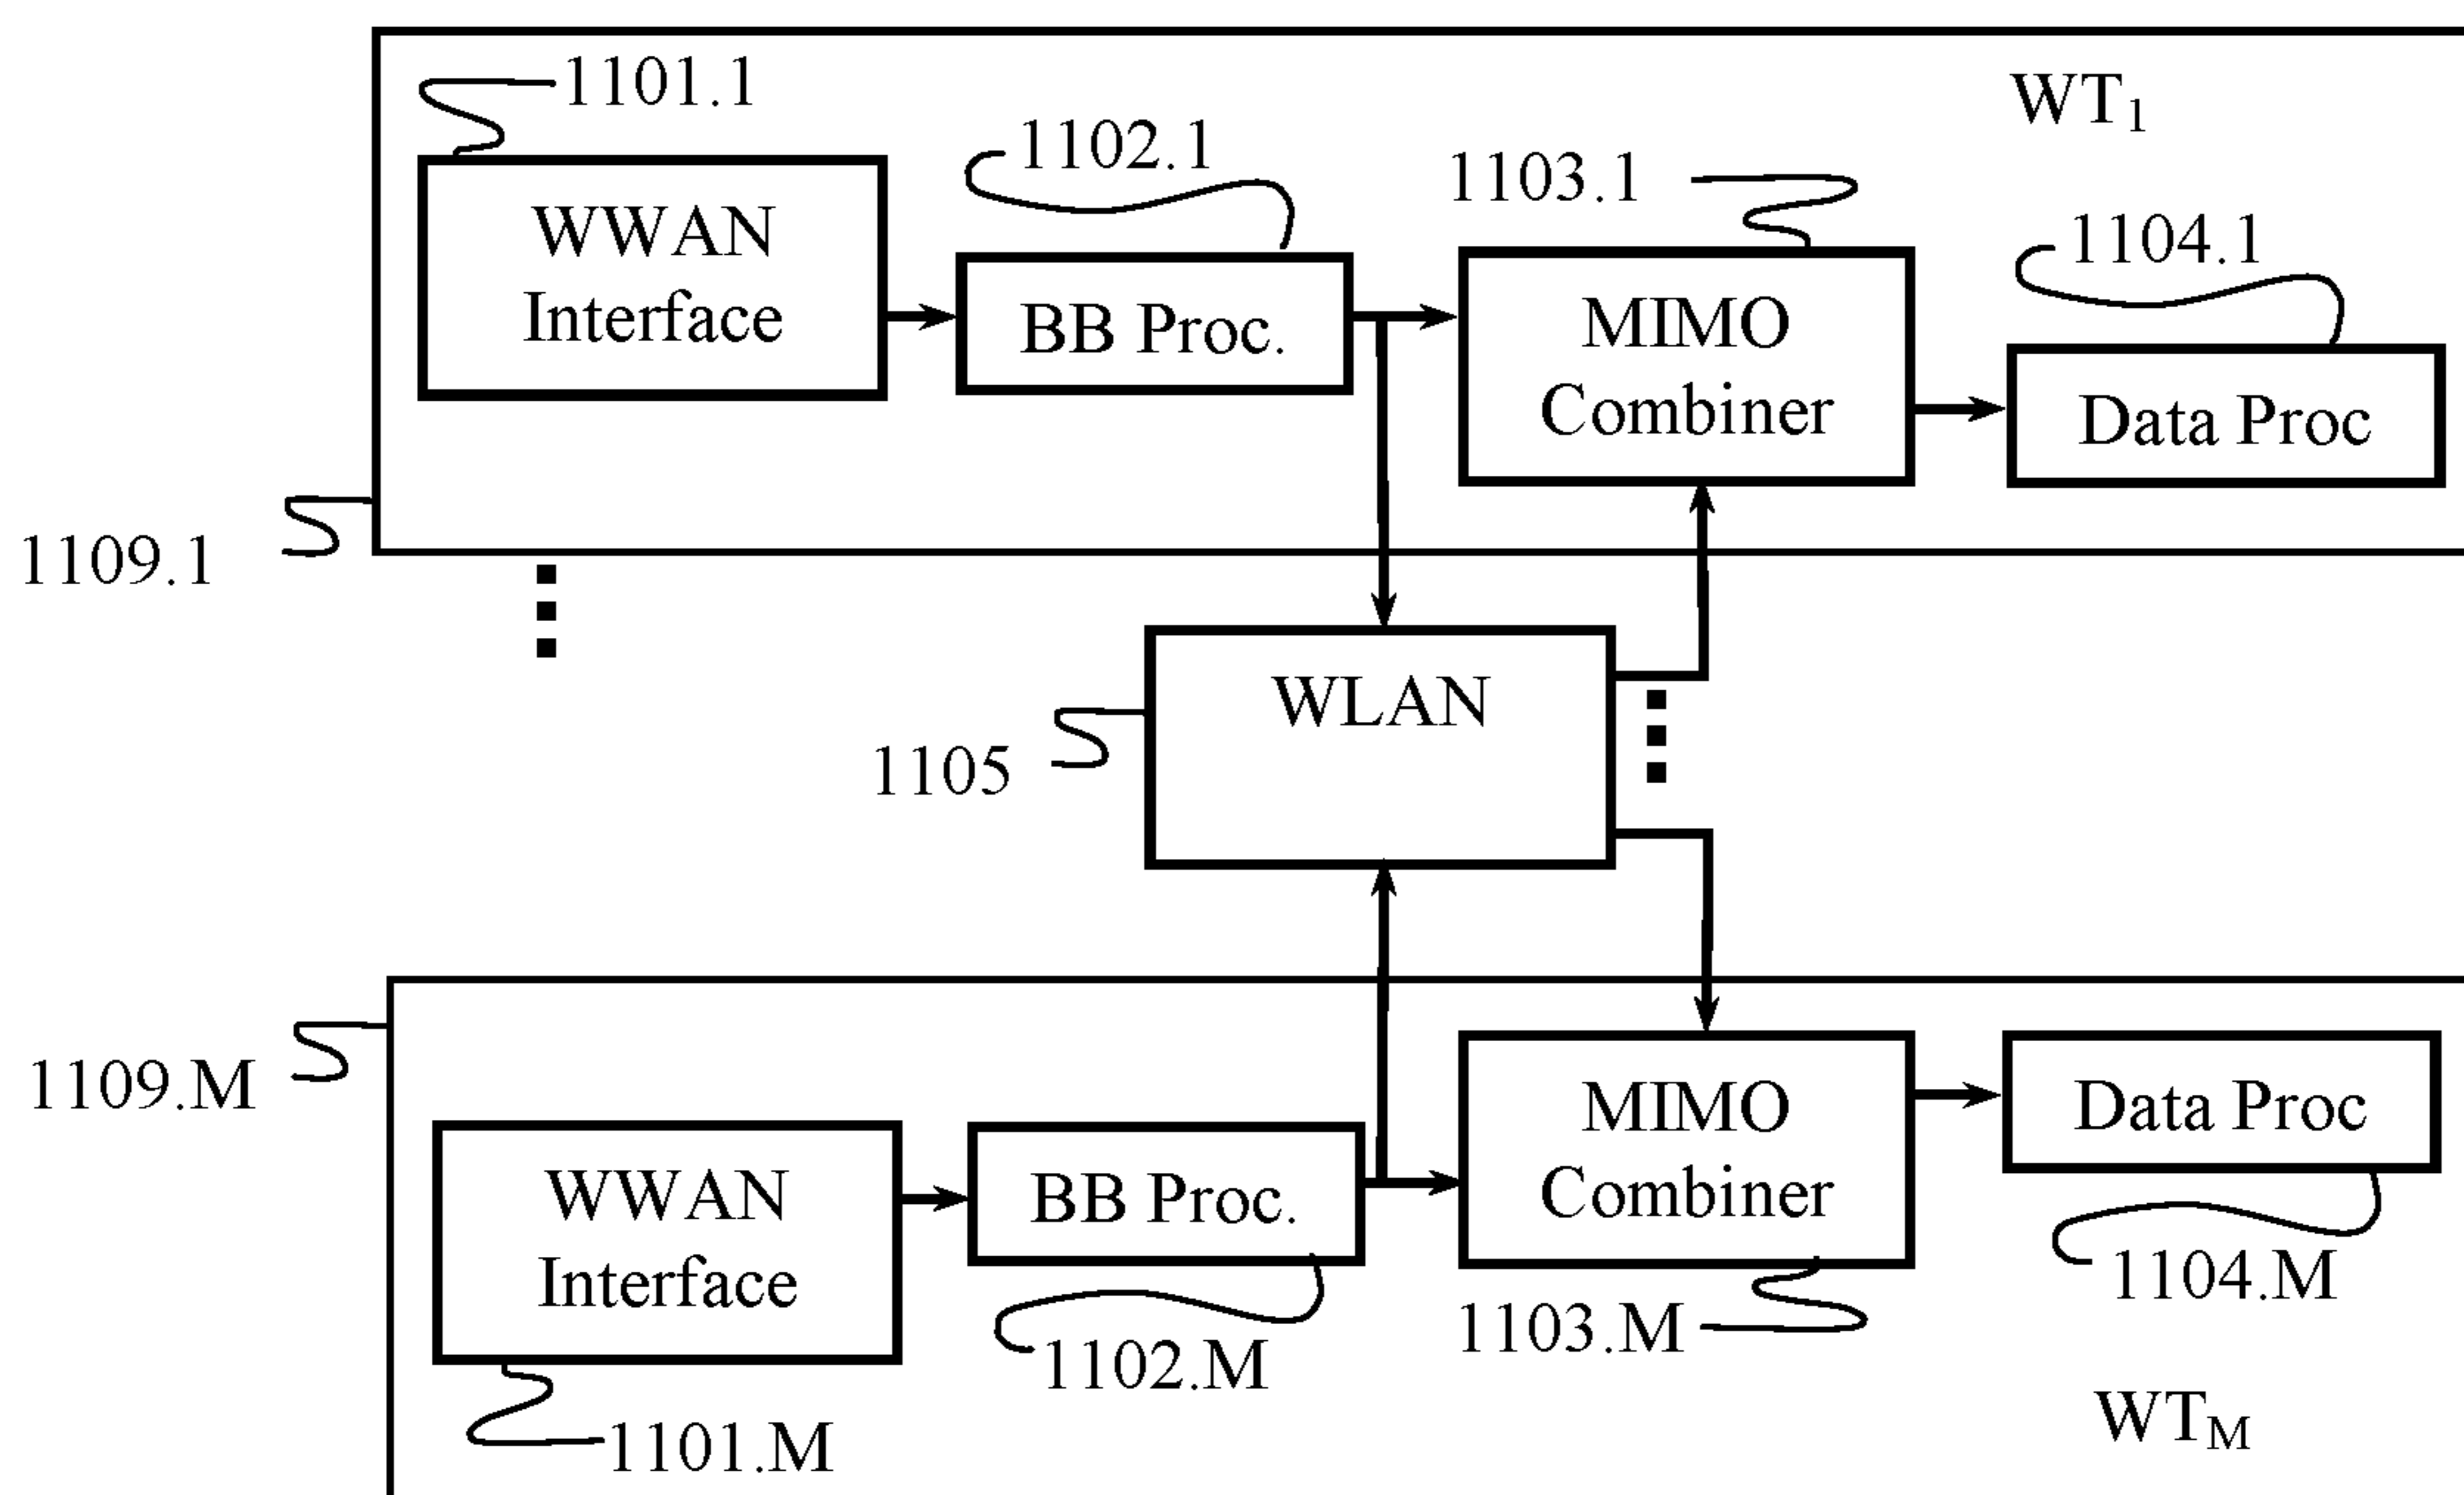 1101.1
WT1
1102.1
1103.1
WWAN
Interface
1104.1
BB Proc.
MIMO
Combiner
Data Proc
1109.1
WLAN
1105
1109.M
MIMO
Combiner
Data Proc
WWAN
Interface
BB Proc.
1104.M
1103.M
1102.M
WTM
1101.M